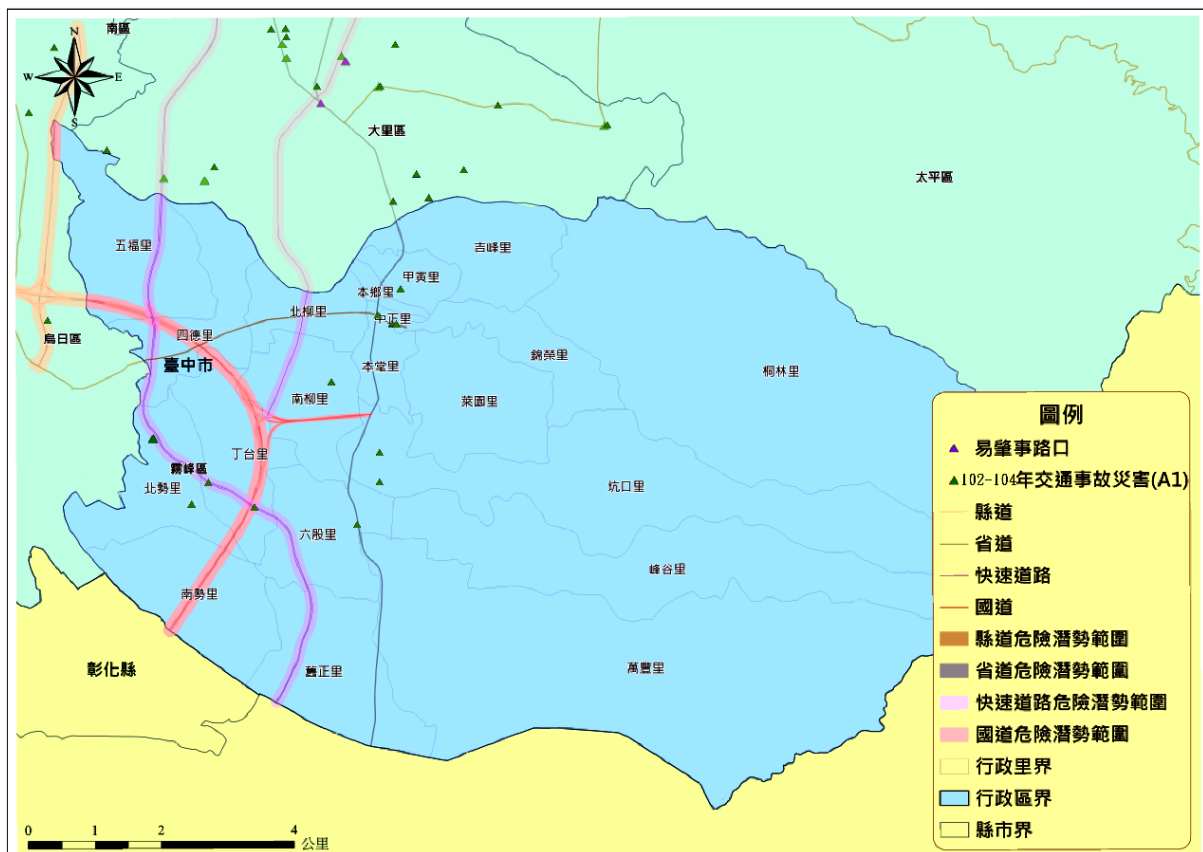 南區
N
W
E
S
大里區
太平區
五福里
吉峰里
甲寅里
本鄉里
北柳里
中正里
烏日區
四德里
臺中市
本堂里
錦榮里
桐林里
南柳里
萊園里
丁台里
霧峰區
北勢里
坑口里
六股里
峰谷里
南勢里
彰化縣
舊正里
萬豐里
圖例
易肇事路口
102-104年交通事故災害(A1)
縣道
省道
快速道路
國道
縣道危險潛勢範圍
省道危險潛勢範圍
快速道路危險潛勢範圍
國道危險潛勢範圍
行政里界
行政區界
縣市界
0 1 2 4
公里